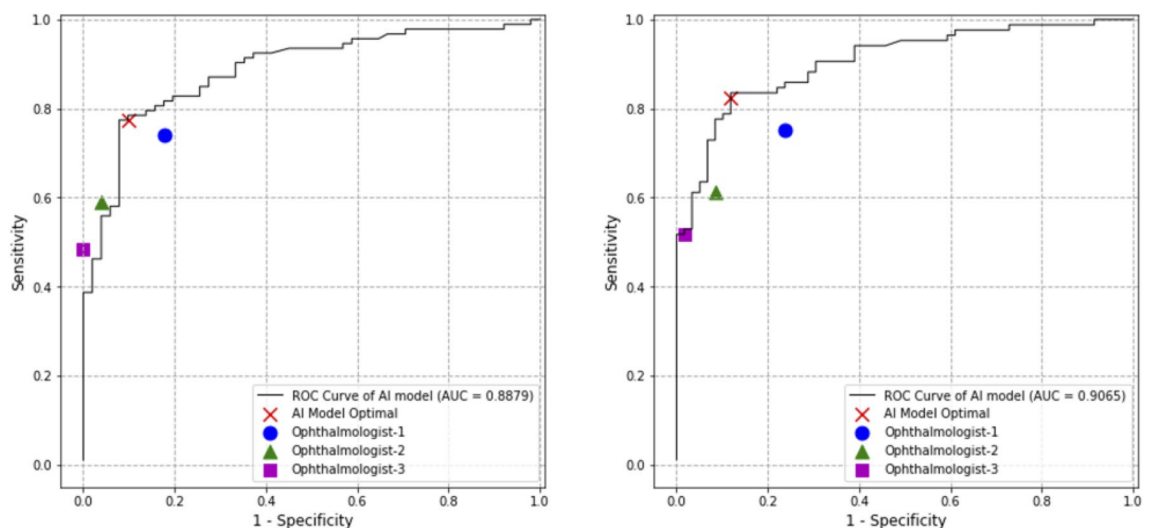 1.0
0.8
0.6
0.4
0.2
0.0
Sensitivity
ROC Curve of AI model (AUC = 0.8879)
AI Model Optimal
Ophthalmologist-1
Ophthalmologist-2
Ophthalmologist-3
0.0 0.2 0.4 0.6 0.8 1.0
1 - Specificity
1.0
0.8
0.6
0.4
0.2
0.0
Sensitivity
ROC Curve of AI model (AUC = 0.9065)
AI Model Optimal
Ophthalmologist-1
Ophthalmologist-2
Ophthalmologist-3
0.0 0.2 0.4 0.6 0.8 1.0
1 - Specificity